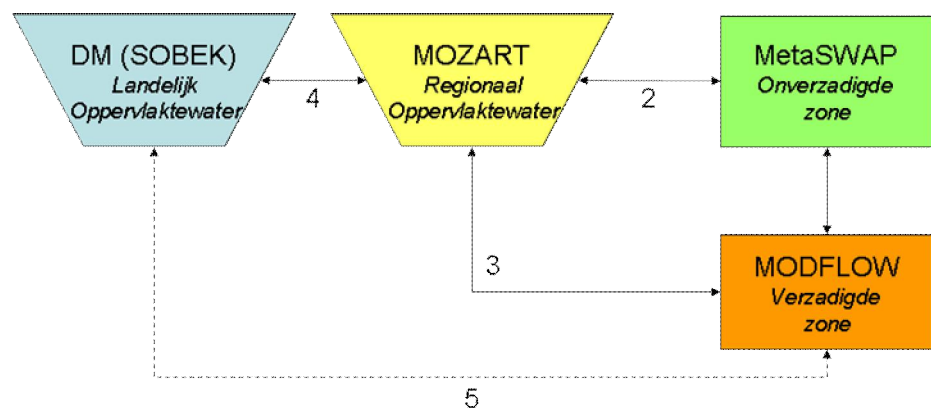 DM (SOBEK)
Landelijk
Oppervlaktewater
4
MOZART
Regionaal
Oppervlaktewater
2
MetaSWAP
Onverzadigde
zone
3
MODFLOW
Verzadigde
zone
5